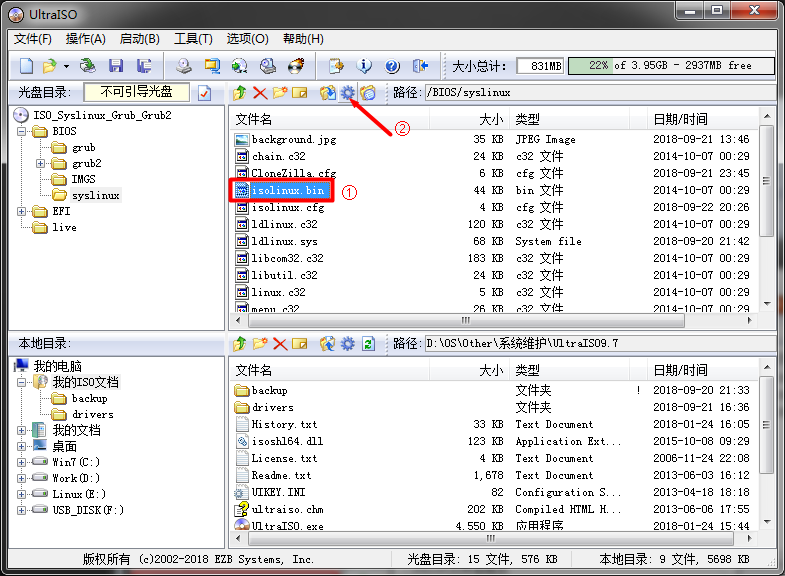 UltraISO
文件(F) 操作(A) 启动(B) 工具(T) 选项(O) 帮助(H)
大小总计： 831MB 22% of 3.95GB - 2937MB free
光盘目录： 不可引导光盘 路径： /BIOS/syslinux
ISO_Syslinux_Grub_Grub2
BIOS
grub
grub2
IMGS
syslinux
EFI
live
文件名 大小 类型 日期/时间
background.jpg 35 KB JPEG Image 2018-09-21 13:46
chain.c32 24 KB c32 文件 2014-10-07 00:29
CloneZilla.cfg 6 KB cfg 文件 2018-09-21 23:45
isolinux.bin 44 KB bin 文件 2014-10-07 00:29
isolinux.cfg 4 KB cfg 文件 2018-09-22 20:26
ldlinux.c32 120 KB c32 文件 2014-10-07 00:29
ldlinux.sys 68 KB System file 2018-09-20 21:42
libcom32.c32 183 KB c32 文件 2014-10-07 00:29
libutil.c32 24 KB c32 文件 2014-10-07 00:29
linux.c32 5 KB c32 文件 2014-10-07 00:29
menu.c32 26 KB c32 文件 2014-10-07 00:29
①
②
本地目录： 路径： D:\OS\Other\系统维护\UltraISO9.7
我的电脑
我的ISO文档
backup
drivers
我的文档
桌面
Win7(C:)
Work(D:)
Linux(E:)
USB_DISK(F:)
文件名 大小 类型 日期/时间
backup 文件夹 ! 2018-09-20 21:33
drivers 文件夹 2018-09-21 16:36
History.txt 33 KB Text Document 2018-01-24 16:05
isoshl64.dll 123 KB Application Ext... 2015-10-08 09:29
License.txt 4 KB Text Document 2006-11-24 22:08
Readme.txt 1,678 Text Document 2013-06-03 16:12
UIKEY.INI 82 Configuration S... 2013-04-18 18:18
ultraiso.chm 202 KB Compiled HTML H... 2013-06-06 17:55
UltraISO.exe 4,550 KB 应用程序 2018-01-24 15:44
版权所有 (c)2002-2018 EZB Systems, Inc. 光盘目录: 15 文件, 576 KB 本地目录: 9 文件, 5698 KB